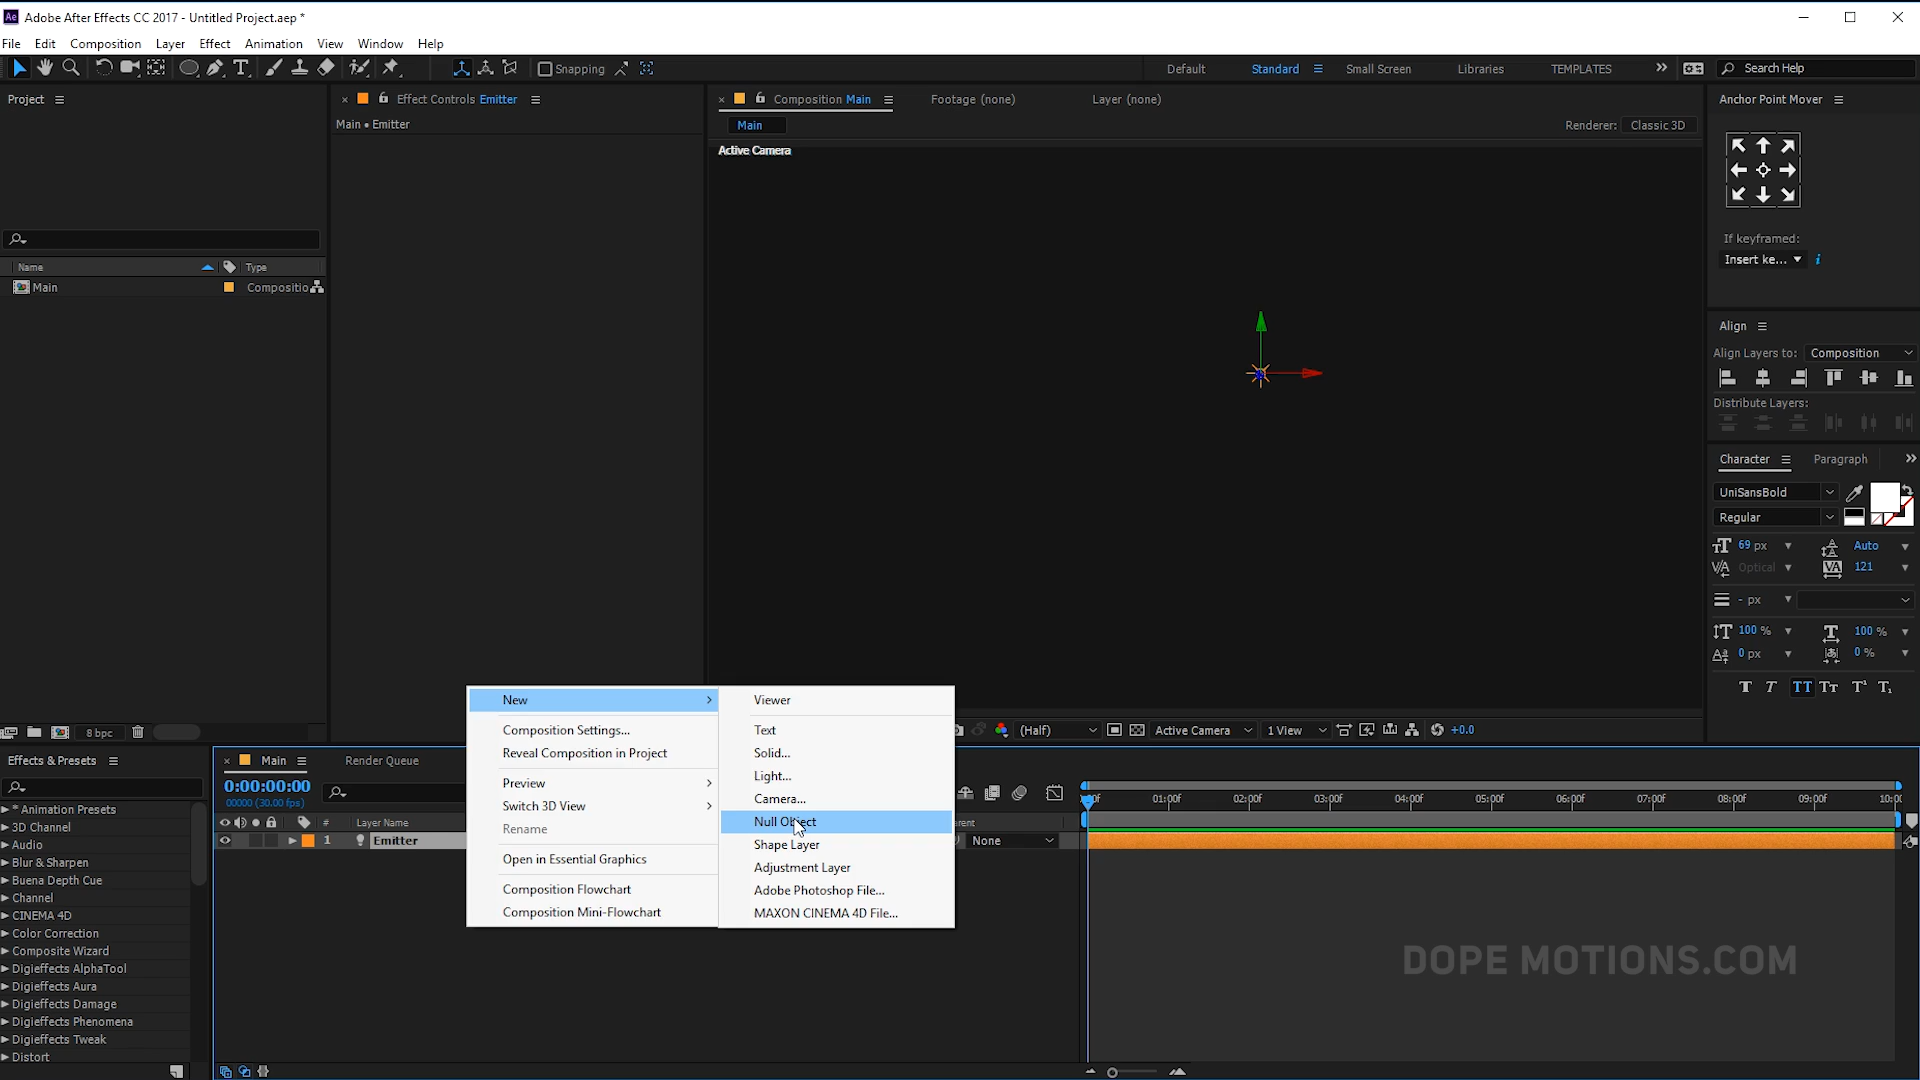 Adobe After Effects CC 2017 - Untitled Project.aep *
File Edit Composition Layer Effect Animation View Window Help
Snapping
Default Standard Small Screen Libraries TEMPLATES Search Help
Project
Effect Controls Emitter
Composition Main Footage (none) Layer (none)
Anchor Point Mover
Main • Emitter
Main
Renderer: Classic 3D
Active Camera
If keyframed:
Insert ke...
Name Type
Main Compositio
Align
Align Layers to: Composition
Distribute Layers:
Character Paragraph
UniSansBold
Regular
69 px Auto
Optical 121
- px
100 % 100 %
0 px 0 %
8 bpc
(Half) Active Camera 1 View +0.0
New
Composition Settings...
Reveal Composition in Project
Preview
Switch 3D View
Rename
Open in Essential Graphics
Composition Flowchart
Composition Mini-Flowchart
Viewer
Text
Solid...
Light...
Camera...
Null Object
Shape Layer
Adjustment Layer
Adobe Photoshop File...
MAXON CINEMA 4D File...
Effects & Presets
* Animation Presets
3D Channel
Audio
Blur & Sharpen
Buena Depth Cue
Channel
CINEMA 4D
Color Correction
Composite Wizard
Digieffects AlphaTool
Digieffects Aura
Digieffects Damage
Digieffects Phenomena
Digieffects Tweak
Distort
Main Render Queue
0:00:00:00
00000 (30.00 fps)
# Layer Name
1 Emitter
None
01:00f 02:00f 03:00f 04:00f 05:00f 06:00f 07:00f 08:00f 09:00f
DOPE MOTIONS.COM